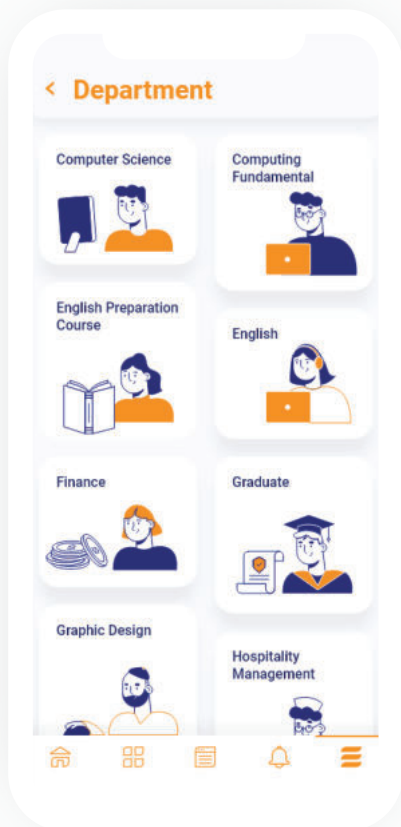 Department
Computer Science
Computing
Fundamental
English Preparation
Course
English
Finance
Graduate
Graphic Design
Hospitality
Management